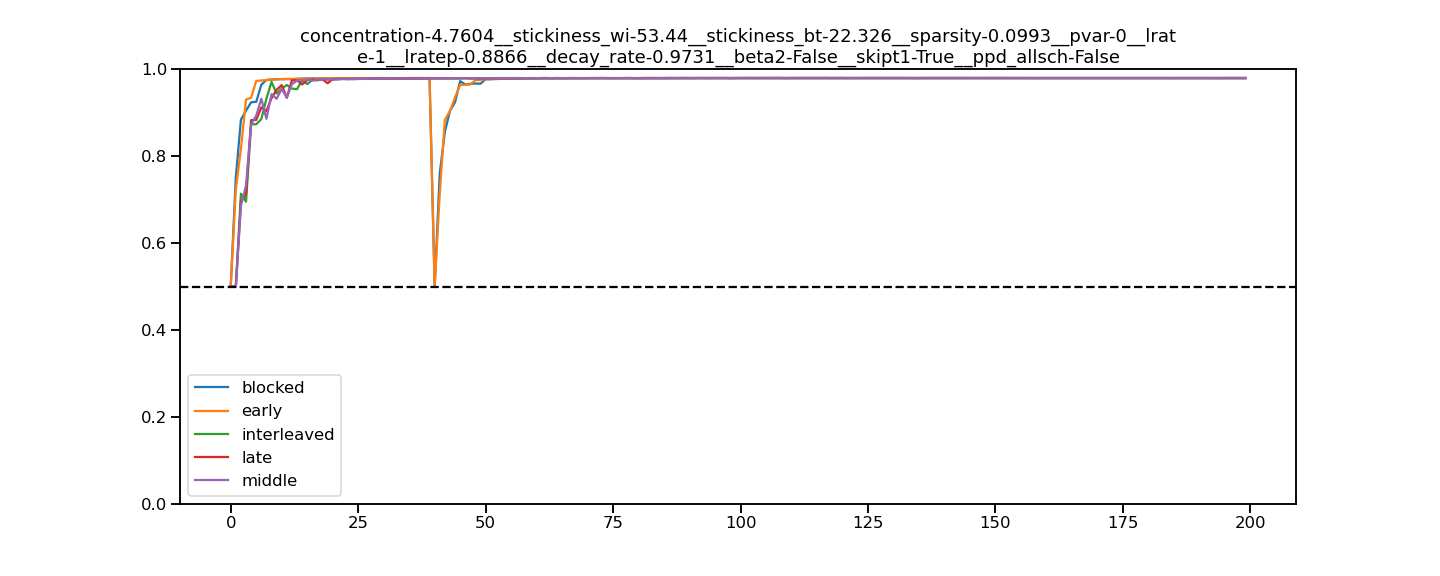 concentration-4.7604__stickiness_wi-53.44__stickiness_bt-22.326__sparsity-0.0993__pvar-0__lrat
e-1__lratep-0.8866__decay_rate-0.9731__beta2-False__skipt1-True__ppd_allsch-False
1.0
0.8
0.6
0.4
0.2
0.0
blocked
early
interleaved
late
middle
0 25 50 75 100 125 150 175 200